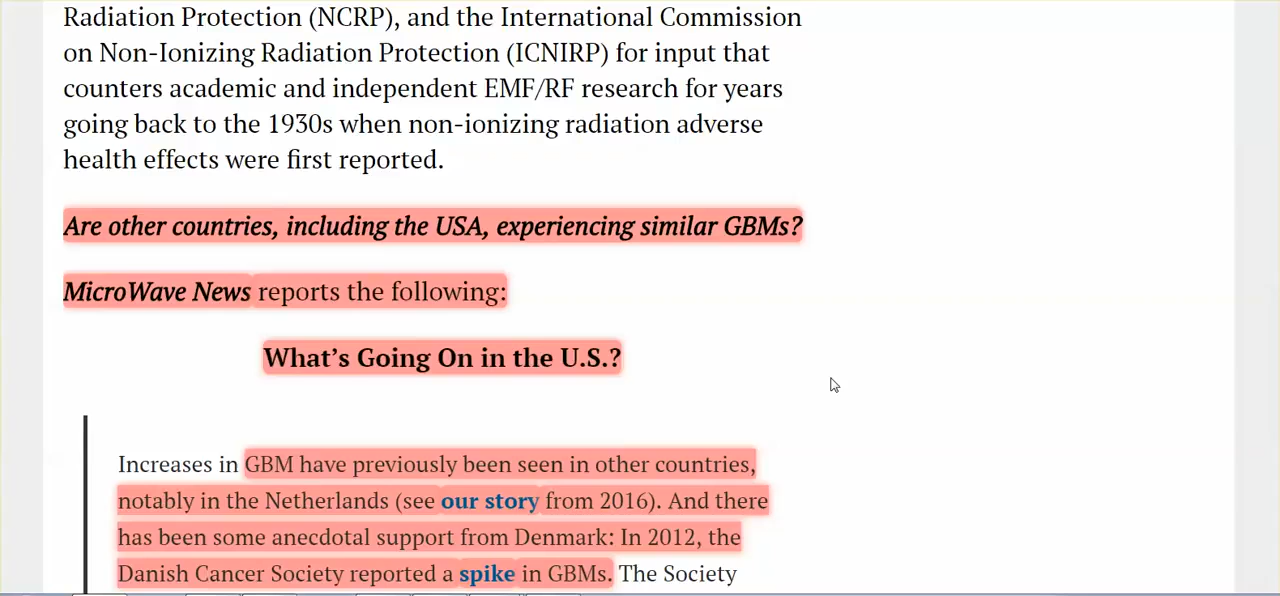 Radiation Protection (NCRP), and the International Commission
on Non-Ionizing Radiation Protection (ICNIRP) for input that
counters academic and independent EMF/RF research for years
going back to the 1930s when non-ionizing radiation adverse
health effects were first reported.
Are other countries, including the USA, experiencing similar GBMs?
MicroWave News reports the following:
What’s Going On in the U.S.?
Increases in GBM have previously been seen in other countries,
notably in the Netherlands (see our story from 2016). And there
has been some anecdotal support from Denmark: In 2012, the
Danish Cancer Society reported a spike in GBMs. The Society